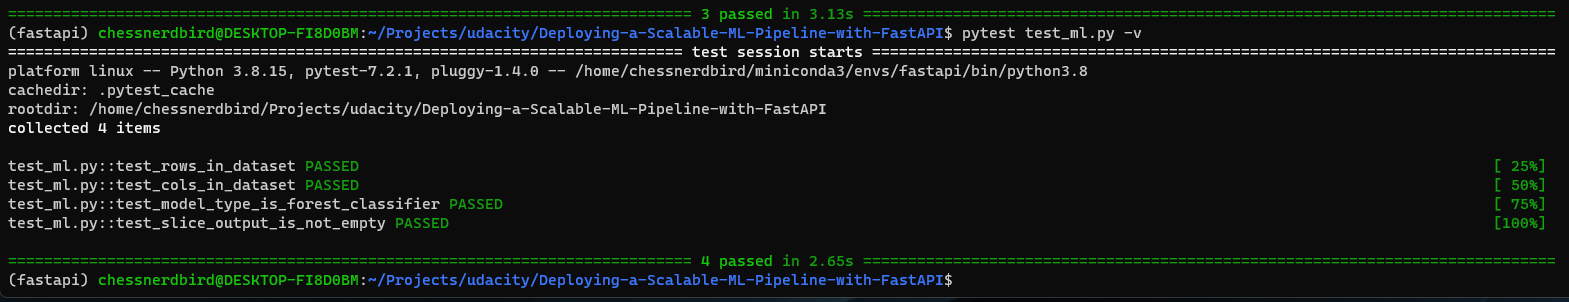 ============================================================================ 3 passed in 3.13s =============================================================================
(fastapi) chessnerdbird@DESKTOP-FI8D0BM:~/Projects/udacity/Deploying-a-Scalable-ML-Pipeline-with-FastAPI$ pytest test_ml.py -v
=========================================================================== test session starts ============================================================================
platform linux -- Python 3.8.15, pytest-7.2.1, pluggy-1.4.0 -- /home/chessnerdbird/miniconda3/envs/fastapi/bin/python3.8
cachedir: .pytest_cache
rootdir: /home/chessnerdbird/Projects/udacity/Deploying-a-Scalable-ML-Pipeline-with-FastAPI
collected 4 items
test_ml.py::test_rows_in_dataset PASSED [ 25%]
test_ml.py::test_cols_in_dataset PASSED [ 50%]
test_ml.py::test_model_type_is_forest_classifier PASSED [ 75%]
test_ml.py::test_slice_output_is_not_empty PASSED [100%]
============================================================================ 4 passed in 2.65s =============================================================================
(fastapi) chessnerdbird@DESKTOP-FI8D0BM:~/Projects/udacity/Deploying-a-Scalable-ML-Pipeline-with-FastAPI$